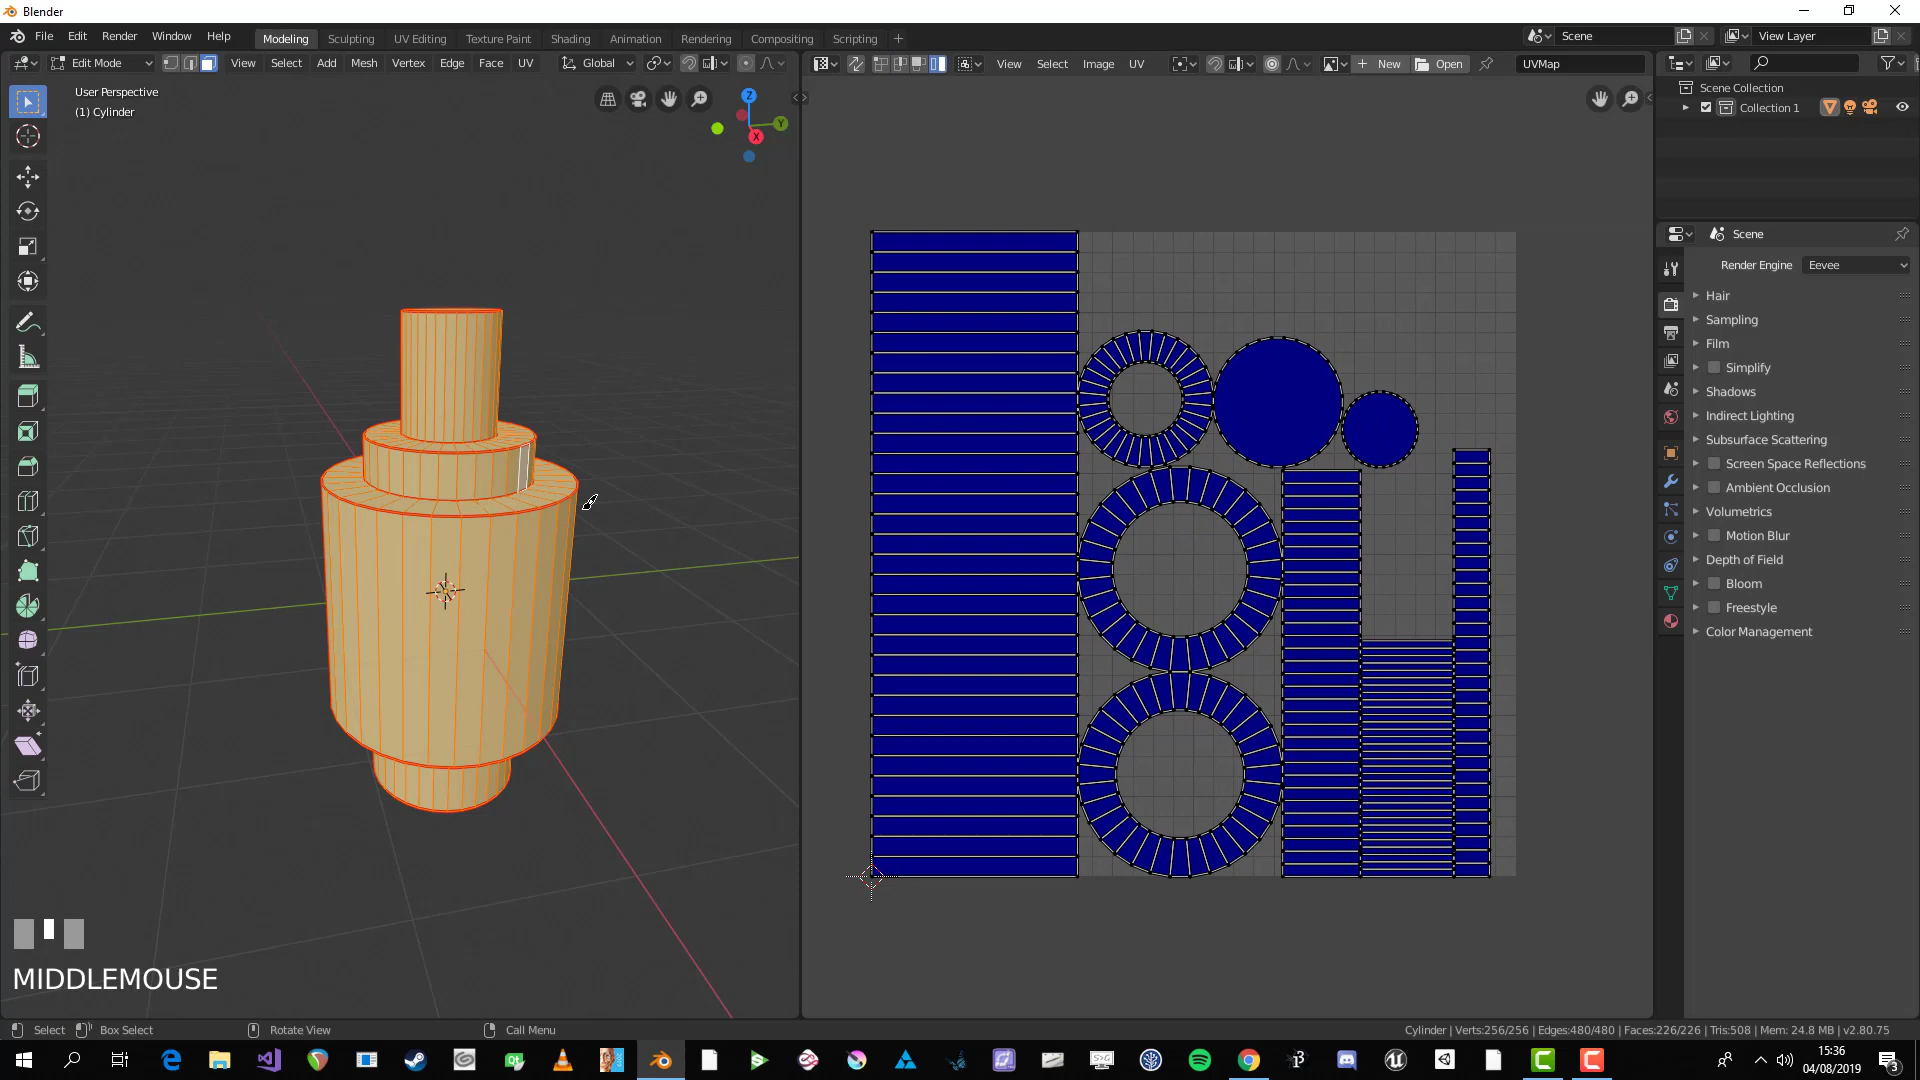 Blender
File Edit Render Window Help
Modeling Sculpting UV Editing Texture Paint Shading Animation Rendering Compositing Scripting
Scene
View Layer
Edit Mode View Select Add Mesh Vertex Edge Face UV Global
View Select Image UV New Open UVMap
User Perspective
(1) Cylinder
Z
Y
X
Scene Collection
Collection 1
Scene
Render Engine Eevee
Hair
Sampling
Film
Simplify
Shadows
Indirect Lighting
Subsurface Scattering
Screen Space Reflections
Ambient Occlusion
Volumetrics
Motion Blur
Depth of Field
Bloom
Freestyle
Color Management
MIDDLEMOUSE
Select Box Select Rotate View Call Menu
Cylinder | Verts:256/256 | Edges:480/480 | Faces:226/226 | Tris:508 | Mem: 24.8 MB | v2.80.75
15:36
04/08/2019
3